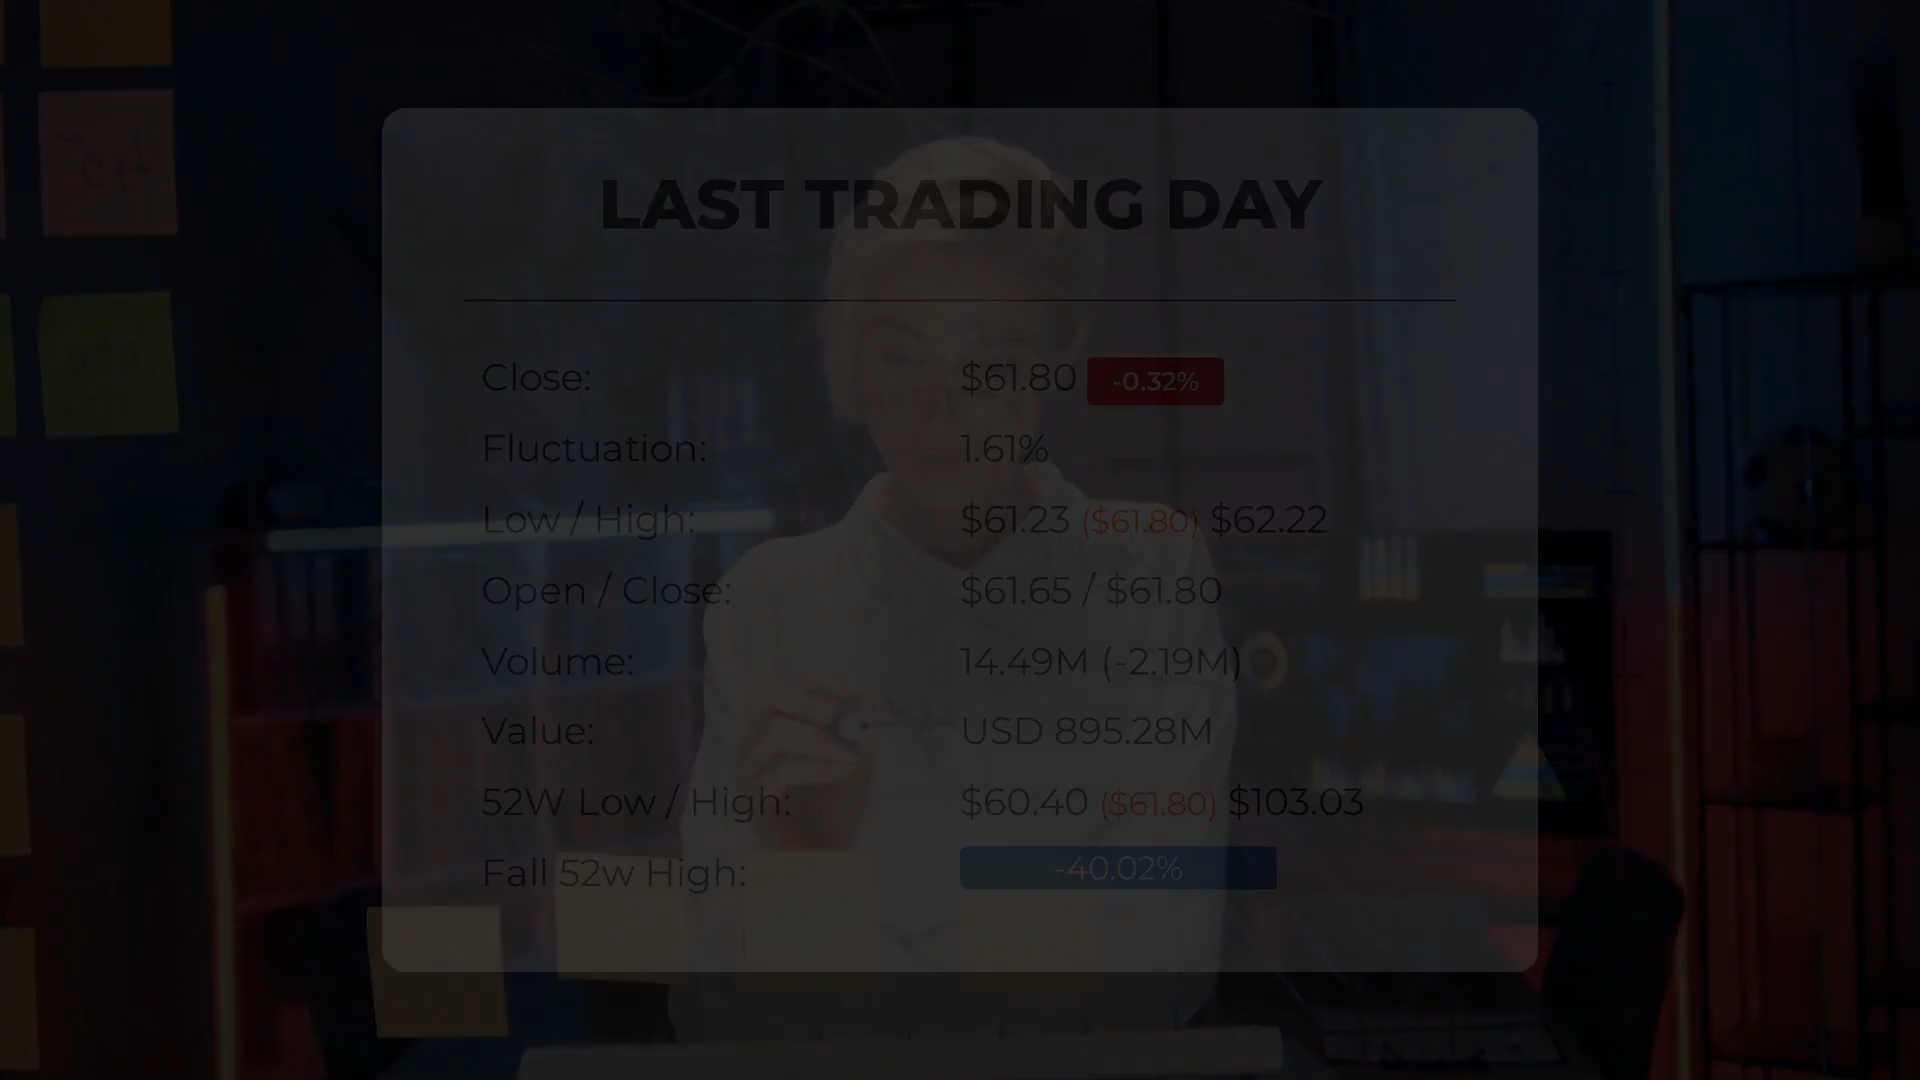 LAST TRADING DAY
Close: $61.80 -0.32%
Fluctuation: 1.61%
Low / High: $61.23 ($61.80) $62.22
Open / Close: $61.65 / $61.80
Volume: 14.49M (-2.19M)
Value: USD 895.28M
52W Low / High: $60.40 ($61.80) $103.03
Fall 52w High: -40.02%